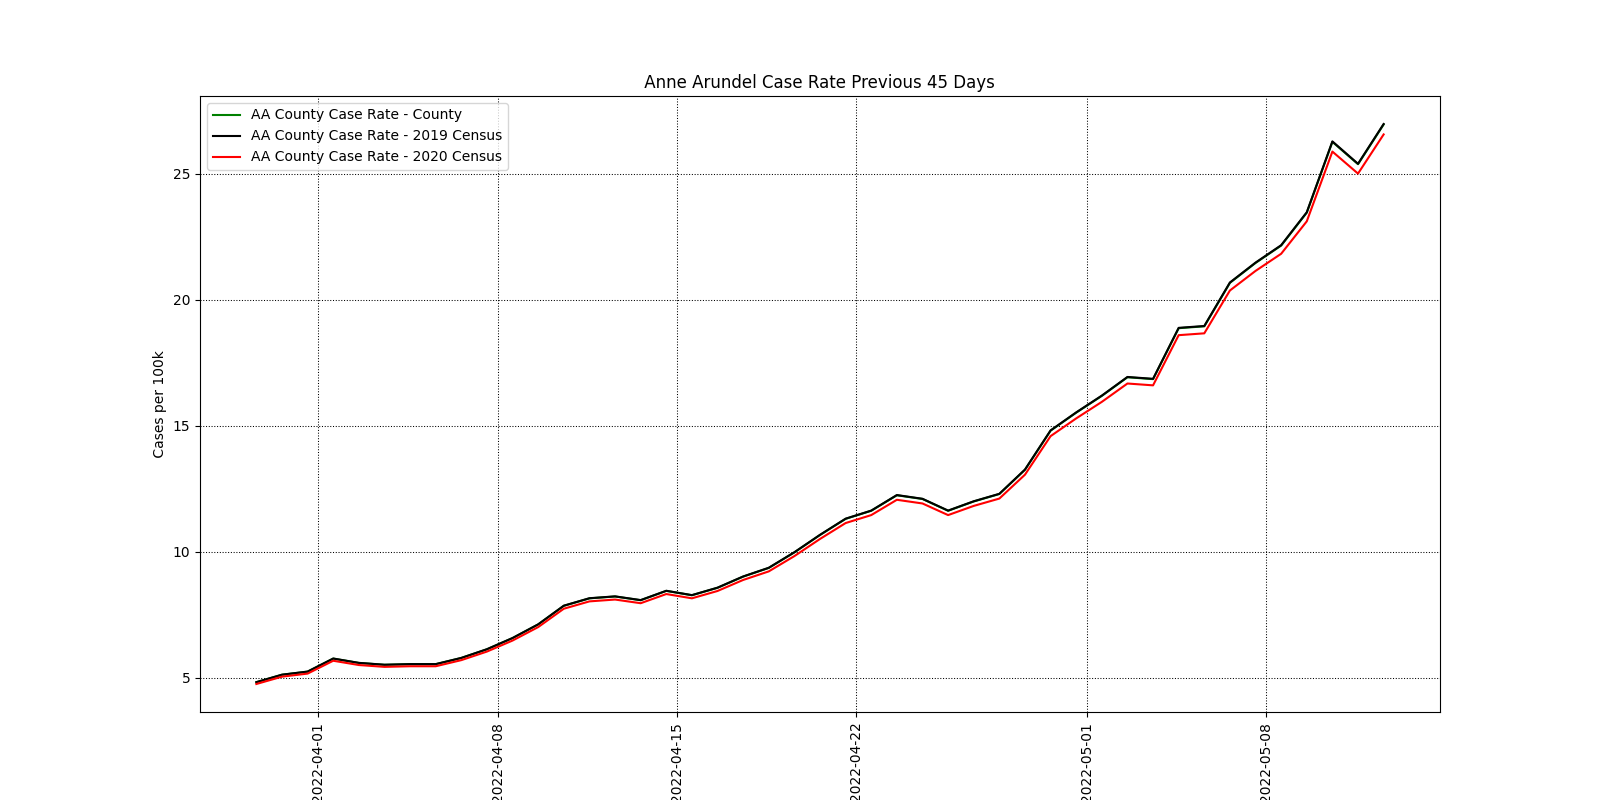 Anne Arundel Case Rate Previous 45 Days
AA County Case Rate - County
AA County Case Rate - 2019 Census
AA County Case Rate - 2020 Census
Cases per 100k
25
20
15
10
5
2022-04-01
2022-04-08
2022-04-15
2022-04-22
2022-05-01
2022-05-08